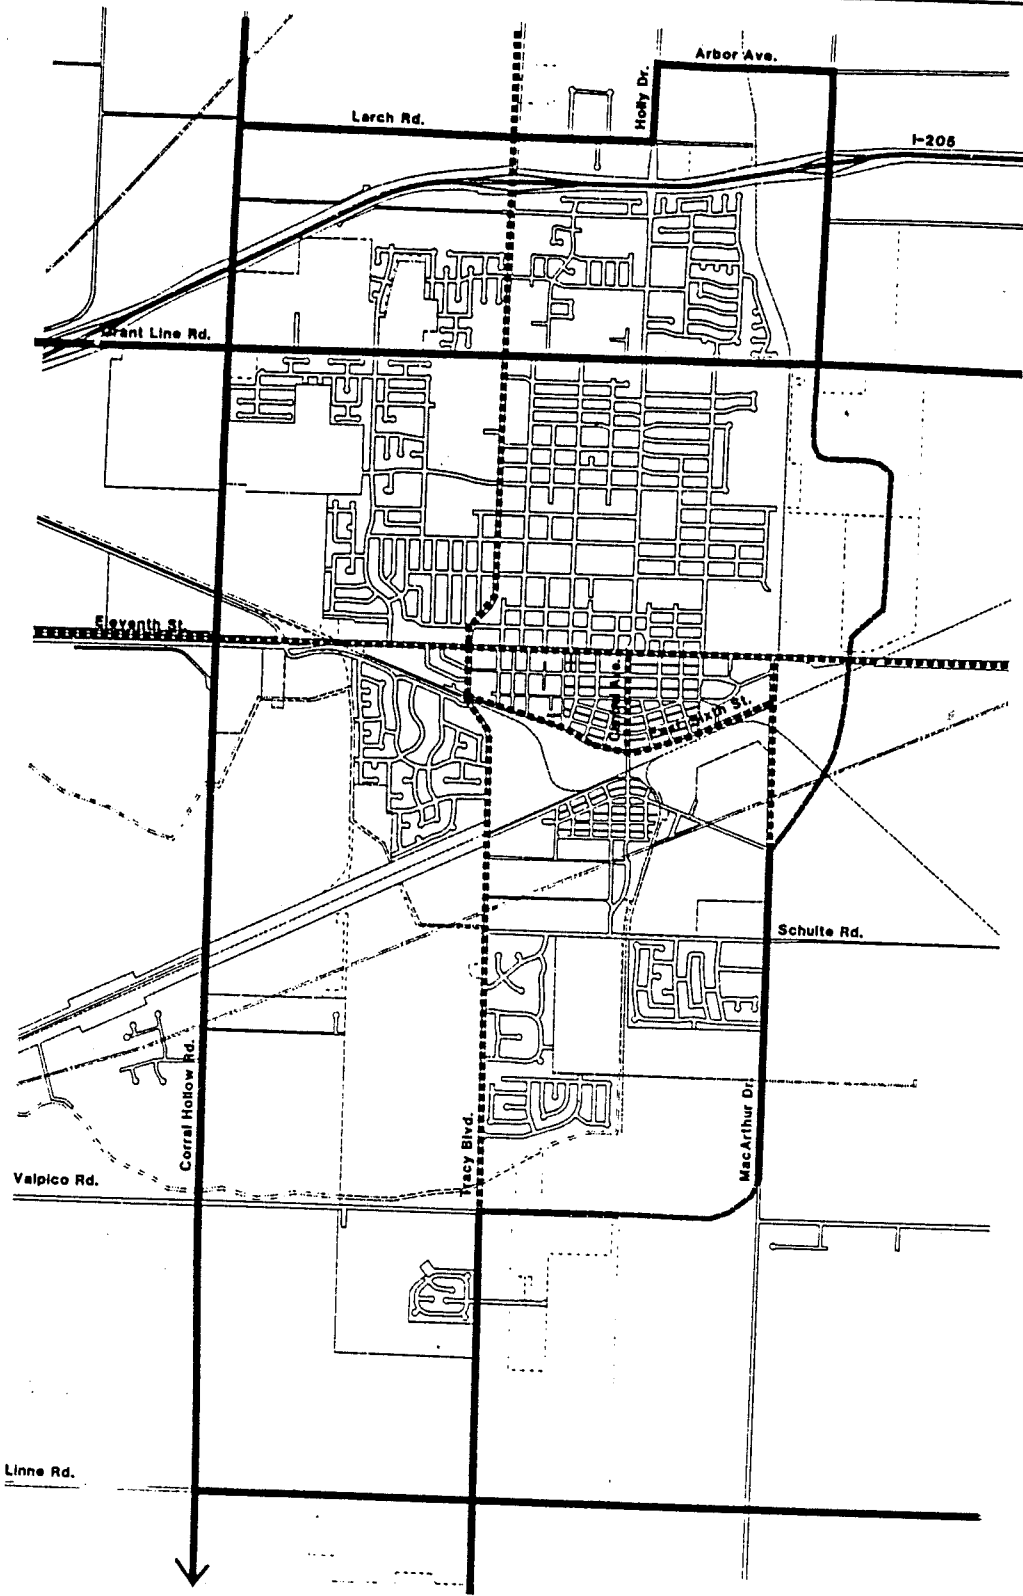 Arbor Ave.
Holly Dr.
Larch Rd.
I-205
Grant Line Rd.
Eleventh St.
Sixth St.
Schulte Rd.
Corral Hollow Rd.
Tracy Blvd.
MacArthur Dr.
Valpico Rd.
Linne Rd.